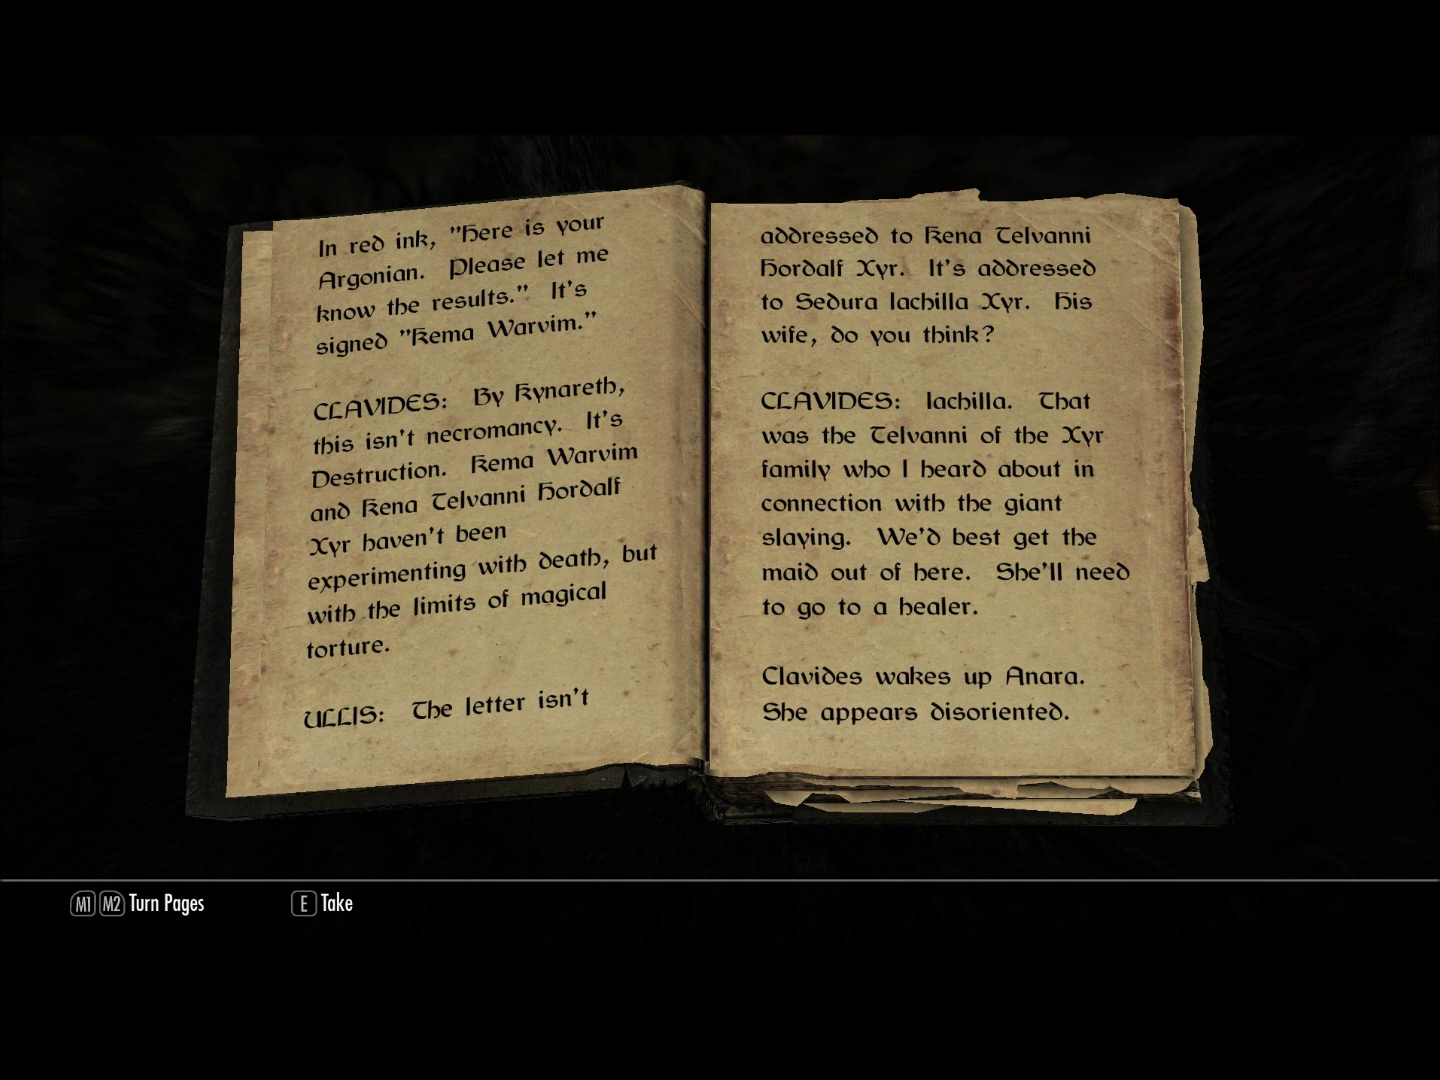 In red ink, "Here is your
Argonian.  Please let me
know the results."  It's
signed "Kema Warvim."
CLAVIDES:  By Kynareth,
this isn't necromancy.  It's
Destruction.  Kema Warvim
and Kena Telvanni Hordalf
Xyr haven't been
experimenting with death, but
with the limits of magical
torture.
ULLIS:  The letter isn't
addressed to Kena Telvanni
Hordalf Xyr.  It's addressed
to Sedura Iachilla Xyr.  His
wife, do you think?
CLAVIDES:  Iachilla.  That
was the Telvanni of the Xyr
family who I heard about in
connection with the giant
slaying.  We'd best get the
maid out of here.  She'll need
to go to a healer.
Clavides wakes up Anara.
She appears disoriented.
M1 M2 Turn Pages
E Take